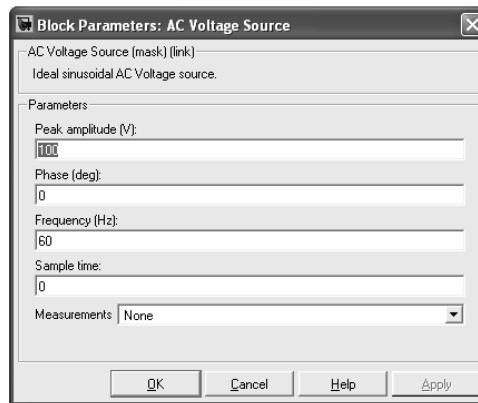 Block Parameters: AC Voltage Source
AC Voltage Source (mask) (link)
Ideal sinusoidal AC Voltage source.
Parameters
Peak amplitude (V):
100
Phase (deg):
0
Frequency (Hz):
60
Sample time:
0
Measurements None
OK Cancel Help Apply